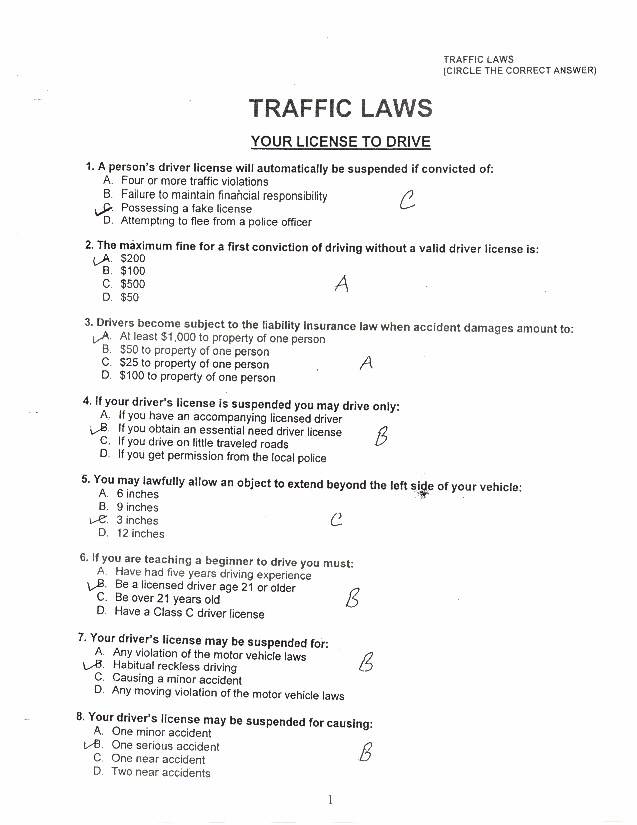 TRAFFIC LAWS
(CIRCLE THE CORRECT ANSWER)
TRAFFIC LAWS
YOUR LICENSE TO DRIVE
1. A person's driver license will automatically be suspended if convicted of:
A. Four or more traffic violations
B. Failure to maintain financial responsibility
C. Possessing a fake license
D. Attempting to flee from a police officer
C
2. The maximum fine for a first conviction of driving without a valid driver license is:
A. $200
B. $100
C. $500
D. $50
A
3. Drivers become subject to the liability insurance law when accident damages amount to:
A. At least $1,000 to property of one person
B. $50 to property of one person
C. $25 to property of one person
D. $100 to property of one person
A
4. If your driver's license is suspended you may drive only:
A. If you have an accompanying licensed driver
B. If you obtain an essential need driver license
C. If you drive on little traveled roads
D. If you get permission from the local police
B
5. You may lawfully allow an object to extend beyond the left side of your vehicle:
A. 6 inches
B. 9 inches
C. 3 inches
D. 12 inches
C
6. If you are teaching a beginner to drive you must:
A. Have had five years driving experience
B. Be a licensed driver age 21 or older
C. Be over 21 years old
D. Have a Class C driver license
B
7. Your driver's license may be suspended for:
A. Any violation of the motor vehicle laws
B. Habitual reckless driving
C. Causing a minor accident
D. Any moving violation of the motor vehicle laws
B
8. Your driver's license may be suspended for causing:
A. One minor accident
B. One serious accident
C. One near accident
D. Two near accidents
B
1